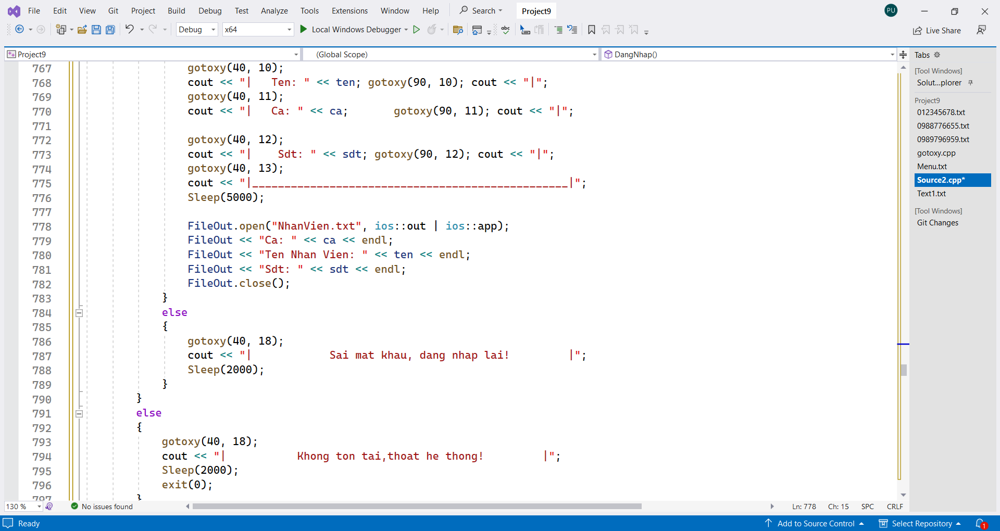 File Edit View Git Project Build Debug Test Analyze Tools Extensions Window Help Search Project9 PU
Debug x64 Local Windows Debugger abc Live Share
Project9 (Global Scope) DangNhap()
767 gotoxy(40, 10);
768 cout << "|   Ten: " << ten; gotoxy(90, 10); cout << "|";
769 gotoxy(40, 11);
770 cout << "|   Ca: " << ca;       gotoxy(90, 11); cout << "|";
771
772 gotoxy(40, 12);
773 cout << "|    Sdt: " << sdt; gotoxy(90, 12); cout << "|";
774 gotoxy(40, 13);
775 cout << "|_________________________________________________|";
776 Sleep(5000);
777
778 FileOut.open("NhanVien.txt", ios::out | ios::app);
779 FileOut << "Ca: " << ca << endl;
780 FileOut << "Ten Nhan Vien: " << ten << endl;
781 FileOut << "Sdt: " << sdt << endl;
782 FileOut.close();
783 }
784 else
785 {
786 gotoxy(40, 18);
787 cout << "|            Sai mat khau, dang nhap lai!         |";
788 Sleep(2000);
789 }
790 }
791 else
792 {
793 gotoxy(40, 18);
794 cout << "|           Khong ton tai,thoat he thong!         |";
795 Sleep(2000);
796 exit(0);
797 }
Tabs
[Tool Windows]
Solut...plorer
Project9
012345678.txt
0988776655.txt
0989796959.txt
gotoxy.cpp
Menu.txt
Source2.cpp*
Text1.txt
[Tool Windows]
Git Changes
130 % No issues found Ln: 778 Ch: 15 SPC CRLF
Ready Add to Source Control Select Repository 1